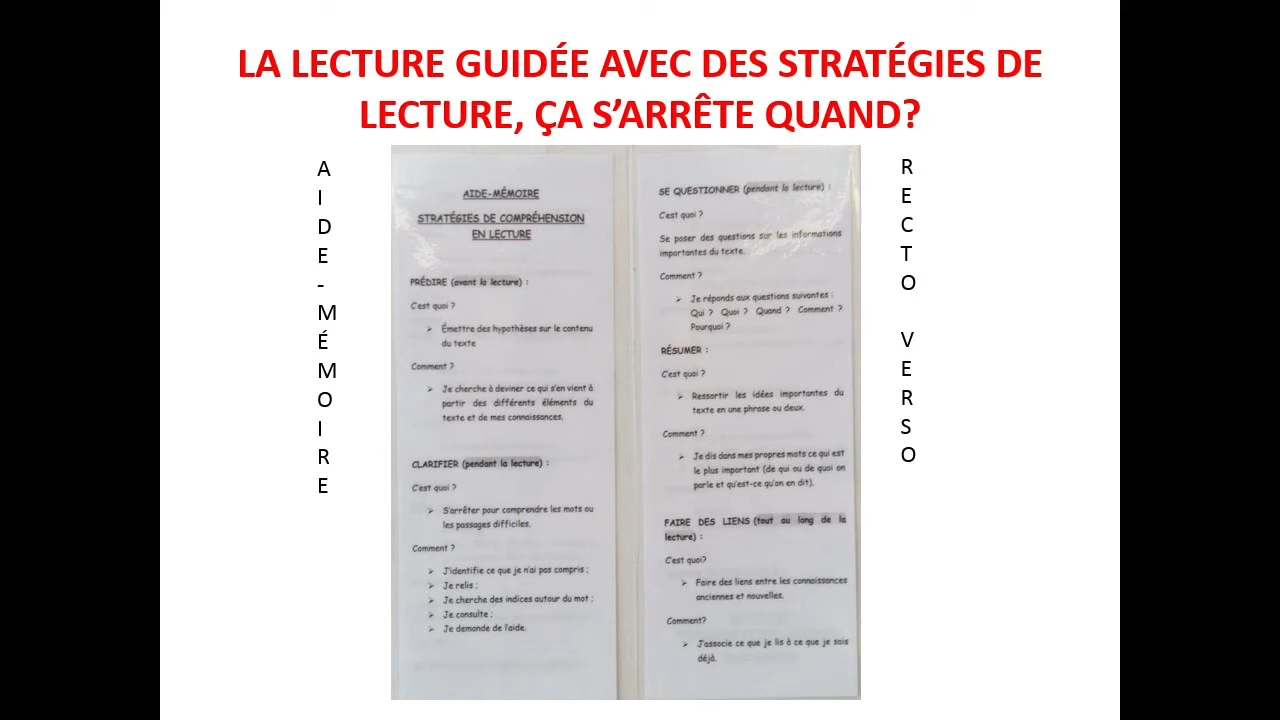 LA LECTURE GUIDÉE AVEC DES STRATÉGIES DE
LECTURE, ÇA S’ARRÊTE QUAND?
AIDE-MÉMOIRE
AIDE-MÉMOIRE
STRATÉGIES DE COMPRÉHENSION
EN LECTURE
PRÉDIRE (avant la lecture) :
C'est quoi ?
➢ Émettre des hypothèses sur le contenu
du texte
Comment ?
➢ Je cherche à deviner ce qui s'en vient à
partir des différents éléments du
texte et de mes connaissances.
CLARIFIER (pendant la lecture) :
C'est quoi ?
➢ S'arrêter pour comprendre les mots ou
les passages difficiles.
Comment ?
➢ J'identifie ce que je n'ai pas compris ;
➢ Je relis ;
➢ Je cherche des indices autour du mot ;
➢ Je consulte ;
➢ Je demande de l'aide.
SE QUESTIONNER (pendant la lecture) :
C'est quoi ?
Se poser des questions sur les informations
importantes du texte.
Comment ?
➢ Je réponds aux questions suivantes :
Qui ? Quoi ? Quand ? Comment ?
Pourquoi ?
RÉSUMER :
C'est quoi ?
➢ Ressortir les idées importantes du
texte en une phrase ou deux.
Comment ?
➢ Je dis dans mes propres mots ce qui est
le plus important (de qui ou de quoi on
parle et qu'est-ce qu'on en dit).
FAIRE DES LIENS (tout au long de la
lecture) :
C'est quoi?
➢ Faire des liens entre les connaissances
anciennes et nouvelles.
Comment?
➢ J'associe ce que je lis à ce que je sais
déjà.
RECTO VERSO